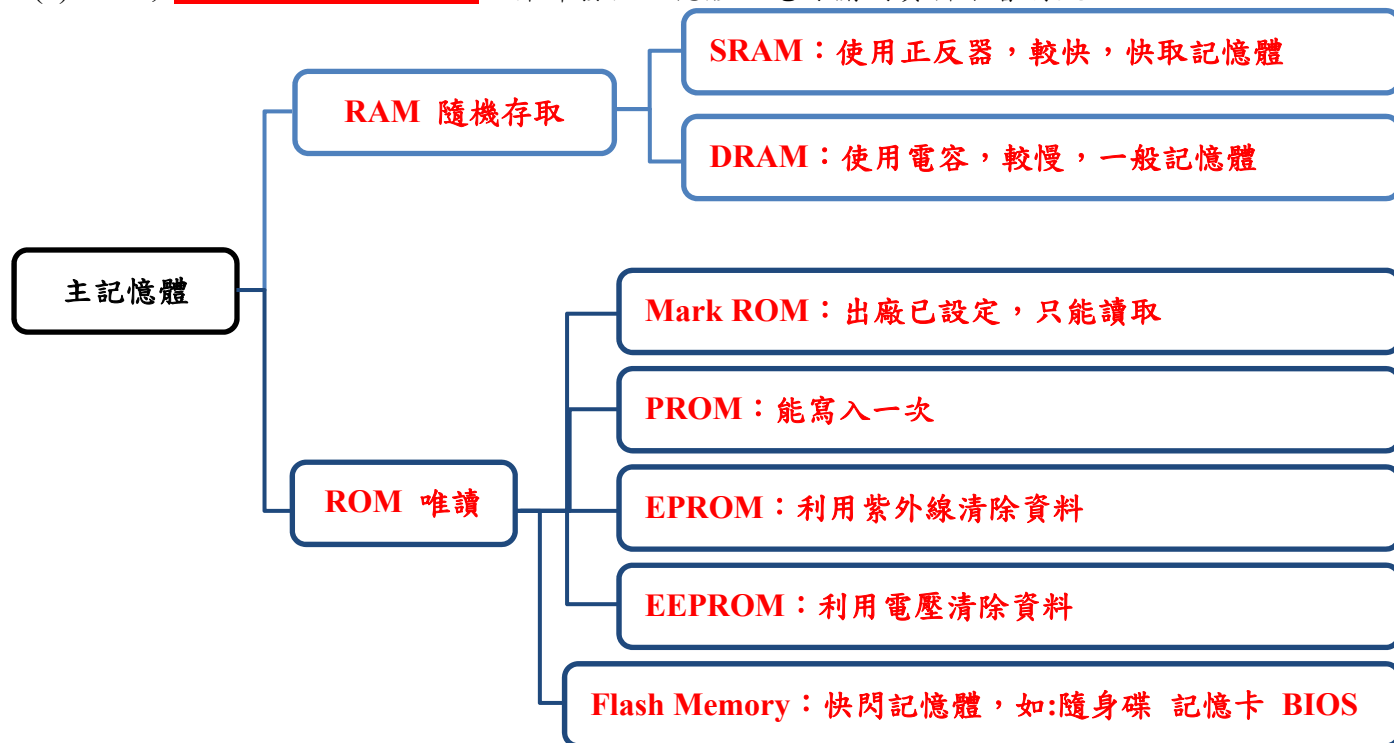 主記憶體
RAM 隨機存取
SRAM：使用正反器，較快，快取記憶體
DRAM：使用電容，較慢，一般記憶體
ROM 唯讀
Mark ROM：出廠已設定，只能讀取
PROM：能寫入一次
EPROM：利用紫外線清除資料
EEPROM：利用電壓清除資料
Flash Memory：快閃記憶體，如:隨身碟 記憶卡 BIOS